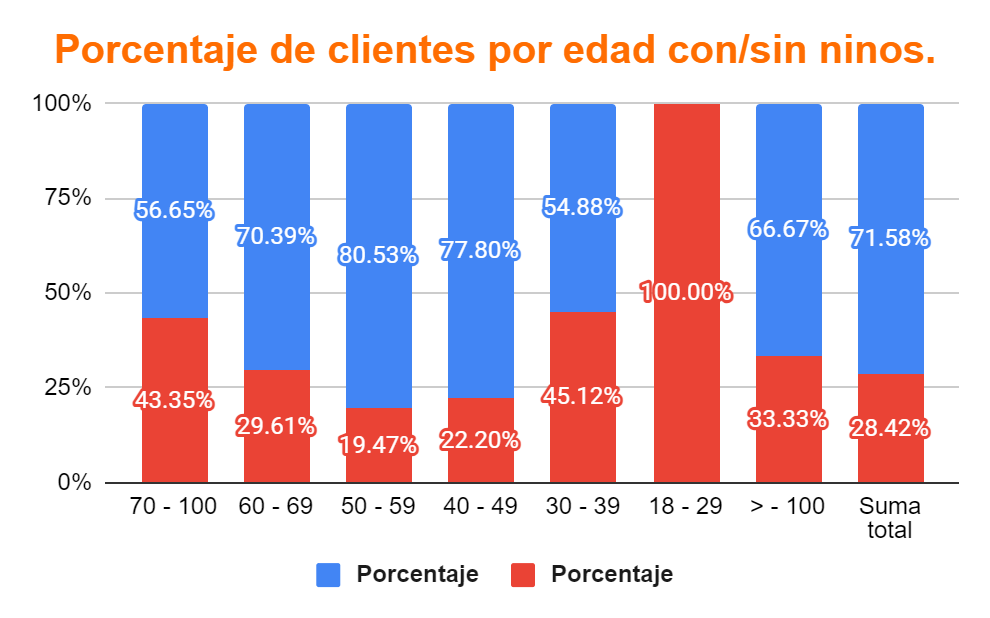 Porcentaje de clientes por edad con/sin ninos.
100%
75%
50%
25%
0%
56.65%
70.39%
80.53%
77.80%
54.88%
66.67%
71.58%
43.35%
29.61%
19.47%
22.20%
45.12%
100.00%
33.33%
28.42%
70 - 100
60 - 69
50 - 59
40 - 49
30 - 39
18 - 29
> - 100
Suma
total
Porcentaje
Porcentaje